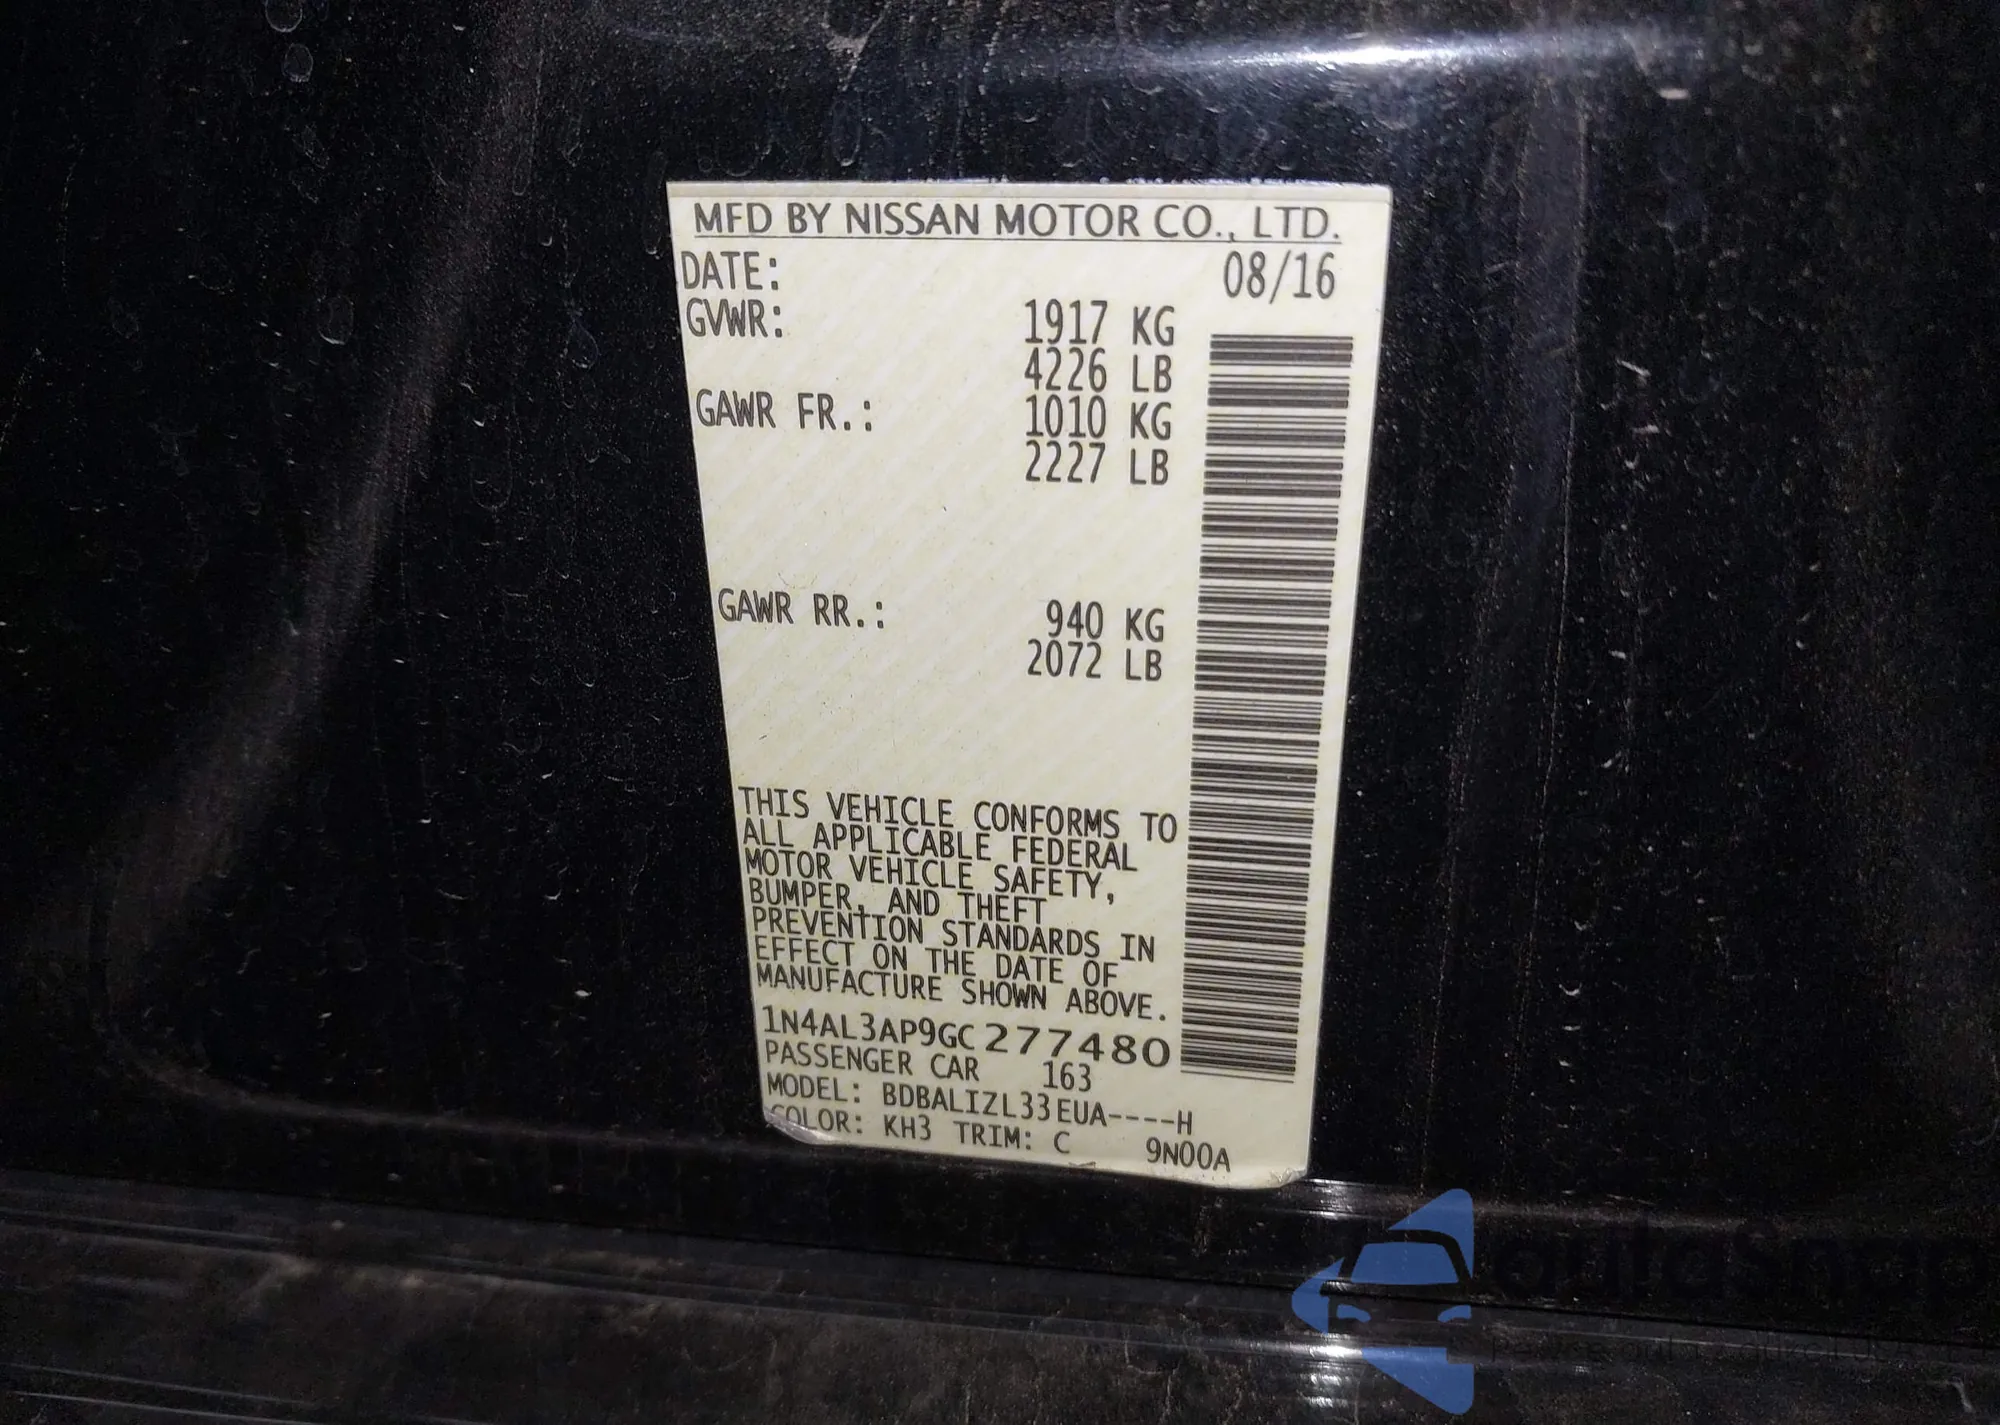 MFD BY NISSAN MOTOR CO., LTD.
DATE: 08/16
GVWR: 1917 KG
4226 LB
GAWR FR.: 1010 KG
2227 LB
GAWR RR.: 940 KG
2072 LB
THIS VEHICLE CONFORMS TO
ALL APPLICABLE FEDERAL
MOTOR VEHICLE SAFETY,
BUMPER, AND THEFT
PREVENTION STANDARDS IN
EFFECT ON THE DATE OF
MANUFACTURE SHOWN ABOVE.
1N4AL3AP9GC277480
PASSENGER CAR 163
MODEL: BDBALIZL33EUA----H
COLOR: KH3 TRIM: C 9N00A
autoShop